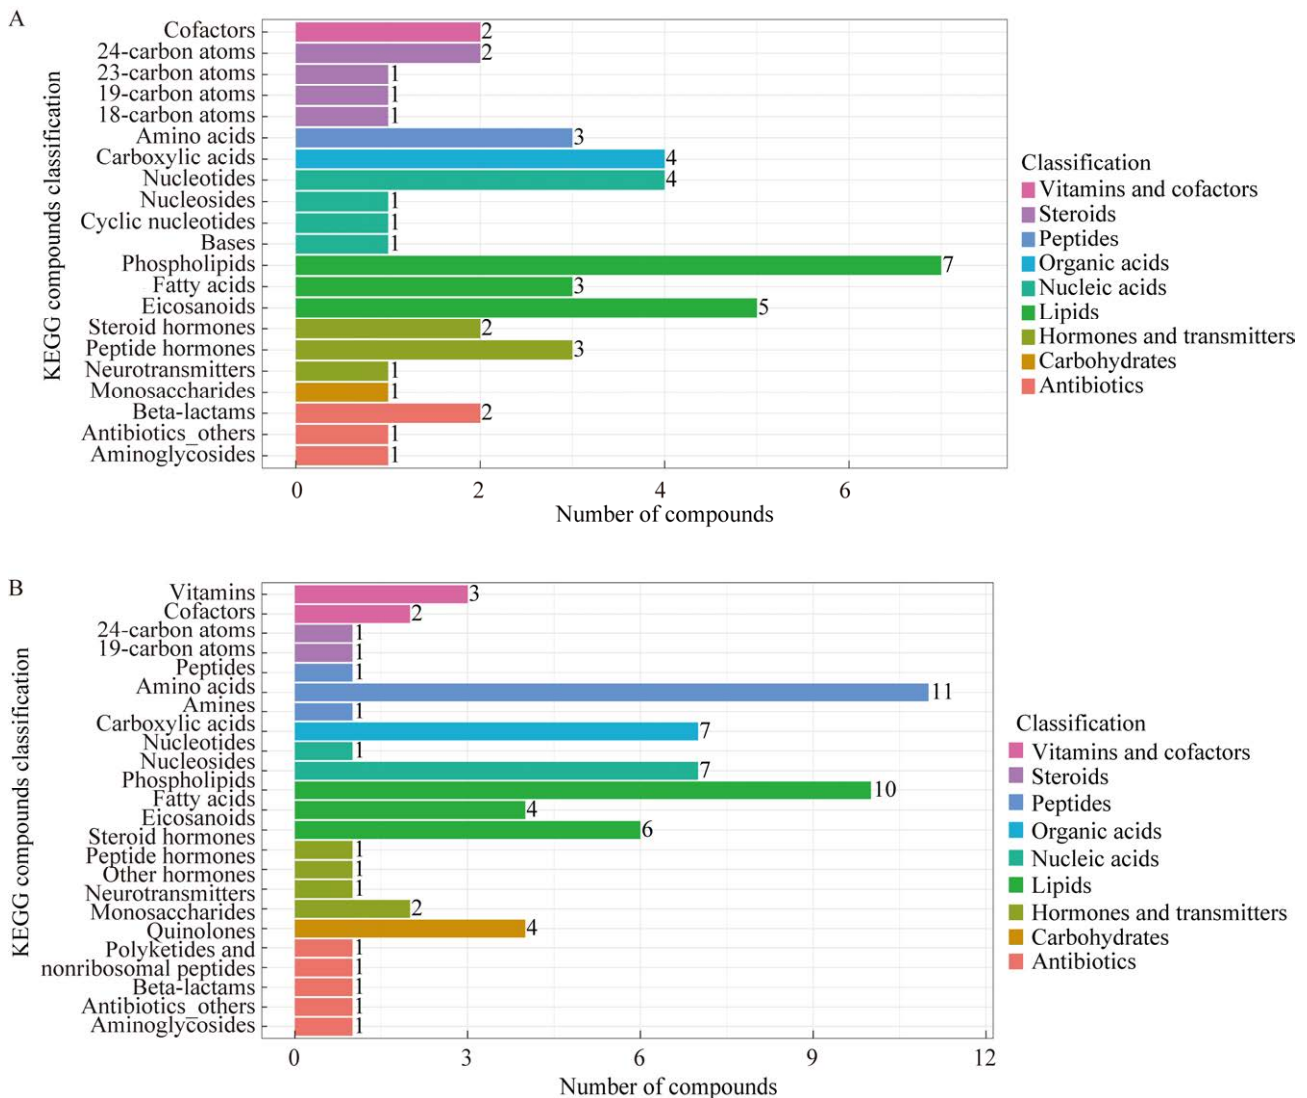 A
KEGG compounds classification
Cofactors 2
24-carbon atoms 2
23-carbon atoms 1
19-carbon atoms 1
18-carbon atoms 1
Amino acids 3
Carboxylic acids 4
Nucleotides 4
Nucleosides 1
Cyclic nucleotides 1
Bases 1
Phospholipids 7
Fatty acids 3
Eicosanoids 5
Steroid hormones 2
Peptide hormones 3
Neurotransmitters 1
Monosaccharides 1
Beta-lactams 2
Antibiotics_others 1
Aminoglycosides 1
0 2 4 6
Number of compounds
Classification
Vitamins and cofactors
Steroids
Peptides
Organic acids
Nucleic acids
Lipids
Hormones and transmitters
Carbohydrates
Antibiotics
B
KEGG compounds classification
Vitamins 3
Cofactors 2
24-carbon atoms 1
19-carbon atoms 1
Peptides 1
Amino acids 11
Amines 1
Carboxylic acids 7
Nucleotides 1
Nucleosides 7
Phospholipids 10
Fatty acids 4
Eicosanoids 6
Steroid hormones 1
Peptide hormones 1
Other hormones 1
Neurotransmitters 2
Monosaccharides 4
Quinolones 1
Polyketides and 1
nonribosomal peptides 1
Beta-lactams 1
Antibiotics_others 1
Aminoglycosides
0 3 6 9 12
Number of compounds
Classification
Vitamins and cofactors
Steroids
Peptides
Organic acids
Nucleic acids
Lipids
Hormones and transmitters
Carbohydrates
Antibiotics